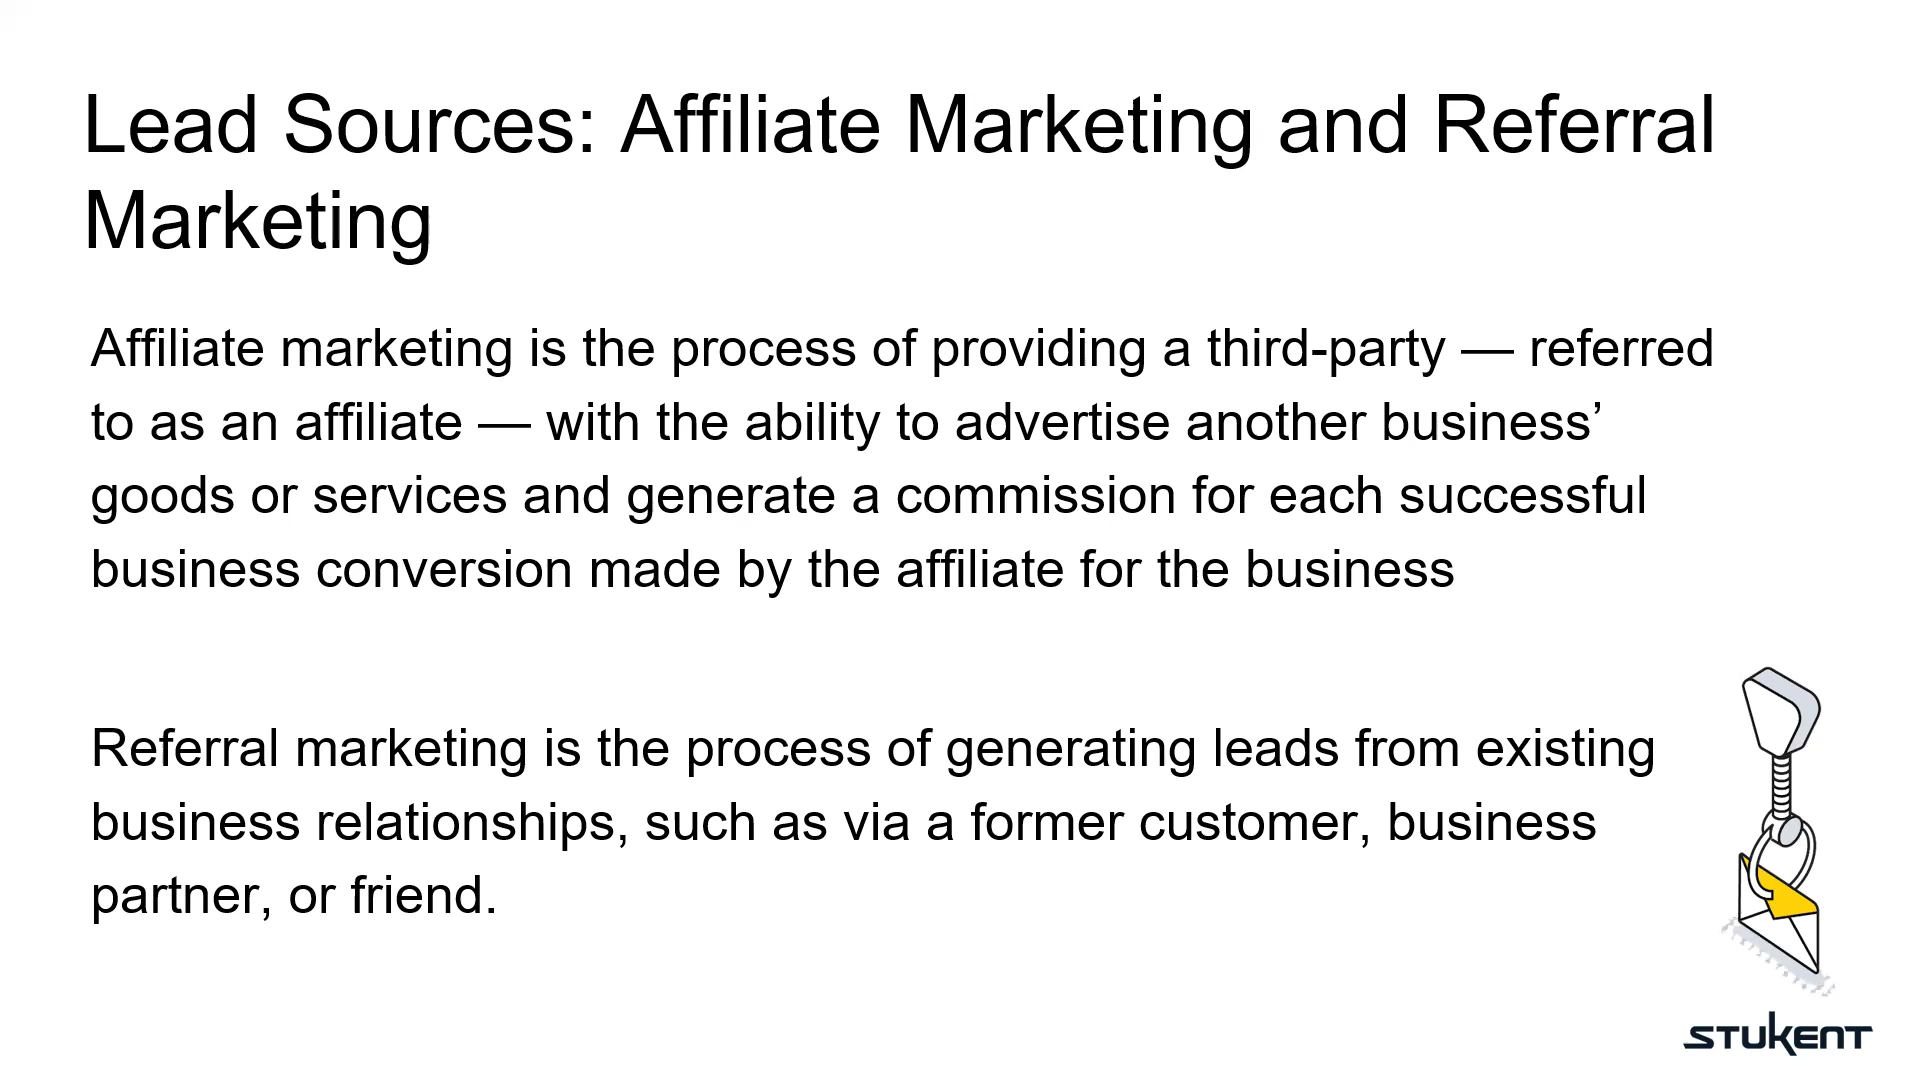 Lead Sources: Affiliate Marketing and Referral
Marketing
Affiliate marketing is the process of providing a third-party — referred
to as an affiliate — with the ability to advertise another business’
goods or services and generate a commission for each successful
business conversion made by the affiliate for the business
Referral marketing is the process of generating leads from existing
business relationships, such as via a former customer, business
partner, or friend.
STUKENT